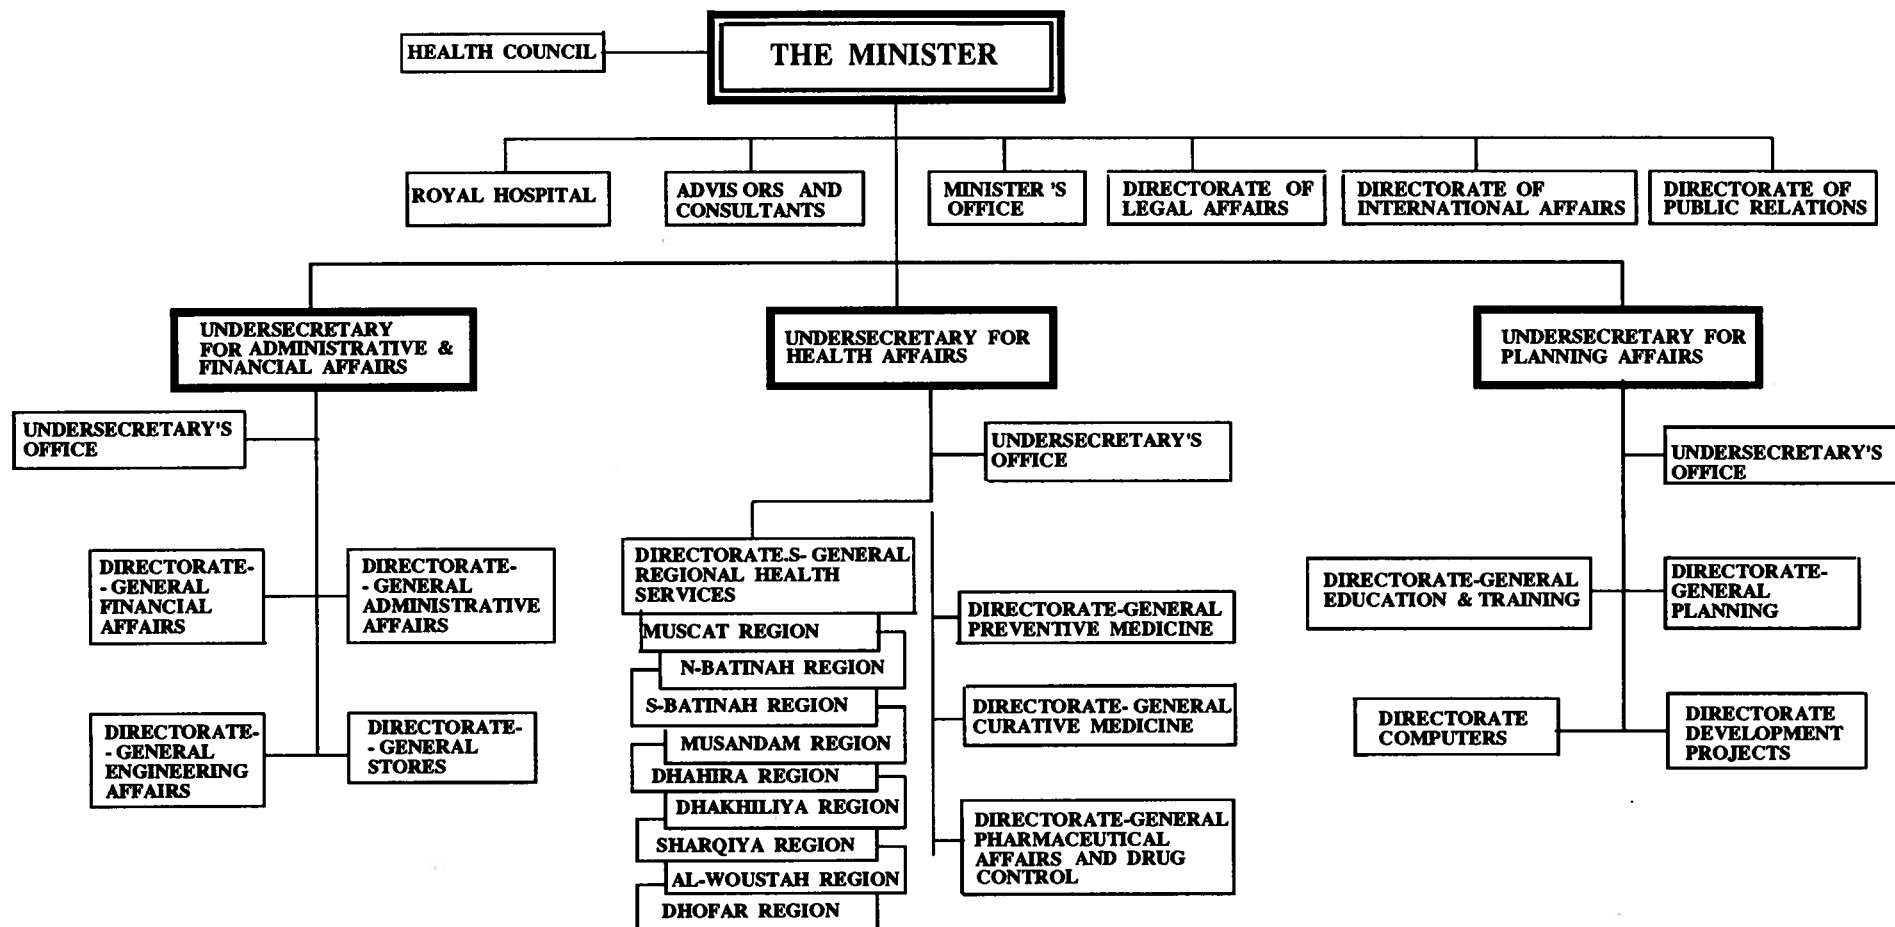 HEALTH COUNCIL
THE MINISTER
ROYAL HOSPITAL
ADVIS ORS AND
CONSULTANTS
MINISTER 'S
OFFICE
DIRECTORATE OF
LEGAL AFFAIRS
DIRECTORATE OF
INTERNATIONAL AFFAIRS
DIRECTORATE OF
PUBLIC RELATIONS
UNDERSECRETARY
FOR ADMINISTRATIVE &
FINANCIAL AFFAIRS
UNDERSECRETARY FOR
HEALTH AFFAIRS
UNDERSECRETARY FOR
PLANNING AFFAIRS
UNDERSECRETARY'S
OFFICE
UNDERSECRETARY'S
OFFICE
UNDERSECRETARY'S
OFFICE
DIRECTORATE-
- GENERAL
FINANCIAL
AFFAIRS
DIRECTORATE-
- GENERAL
ADMINISTRATIVE
AFFAIRS
DIRECTORATE-
- GENERAL
ENGINEERING
AFFAIRS
DIRECTORATE-
- GENERAL
STORES
DIRECTORATE.S- GENERAL
REGIONAL HEALTH
SERVICES
MUSCAT REGION
N-BATINAH REGION
S-BATINAH REGION
MUSANDAM REGION
DHAHIRA REGION
DHAKHILIYA REGION
SHARQIYA REGION
AL-WOUSTAH REGION
DHOFAR REGION
DIRECTORATE-GENERAL
PREVENTIVE MEDICINE
DIRECTORATE- GENERAL
CURATIVE MEDICINE
DIRECTORATE-GENERAL
PHARMACEUTICAL
AFFAIRS AND DRUG
CONTROL
DIRECTORATE-GENERAL
EDUCATION & TRAINING
DIRECTORATE-
GENERAL
PLANNING
DIRECTORATE
COMPUTERS
DIRECTORATE
DEVELOPMENT
PROJECTS